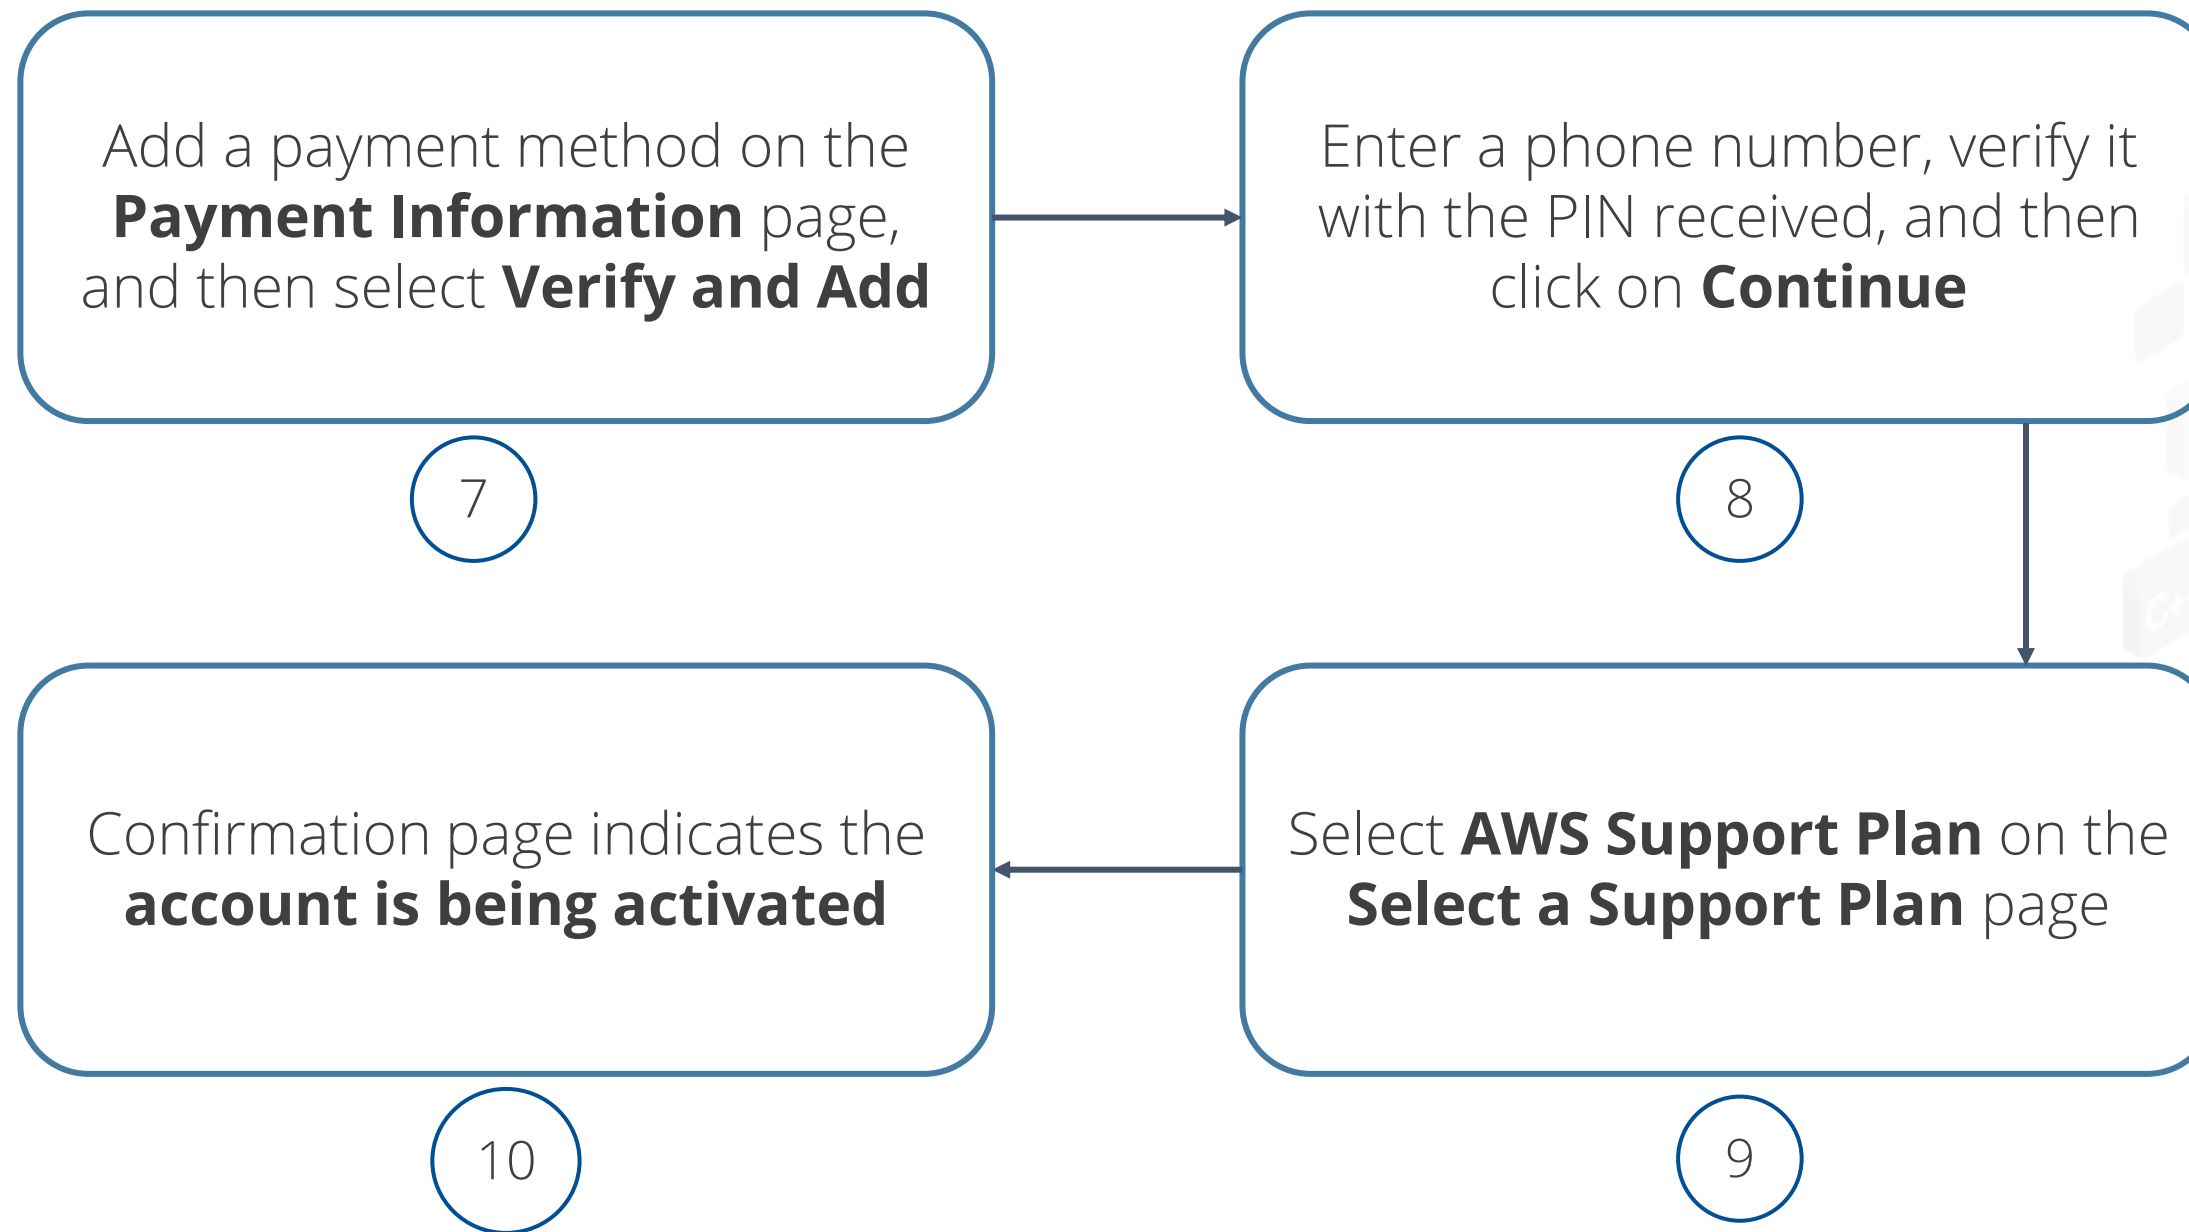 Add a payment method on the
Payment Information page,
and then select Verify and Add
7
Enter a phone number, verify it
with the PIN received, and then
click on Continue
8
Select AWS Support Plan on the
Select a Support Plan page
9
Confirmation page indicates the
account is being activated
10